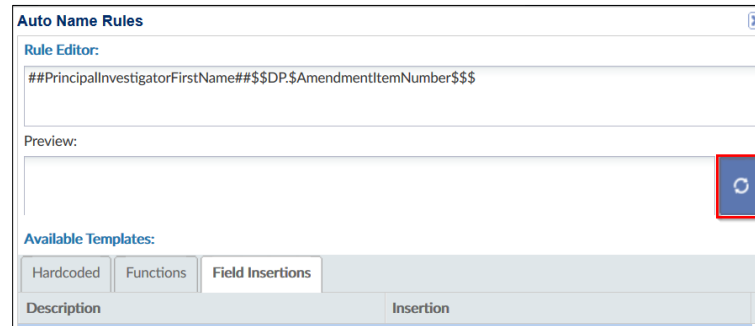 Auto Name Rules
Rule Editor:
##PrincipalInvestigatorFirstName##$$DP.$AmendmentItemNumber$$$
Preview:
Available Templates:
Hardcoded Functions Field Insertions
Description Insertion